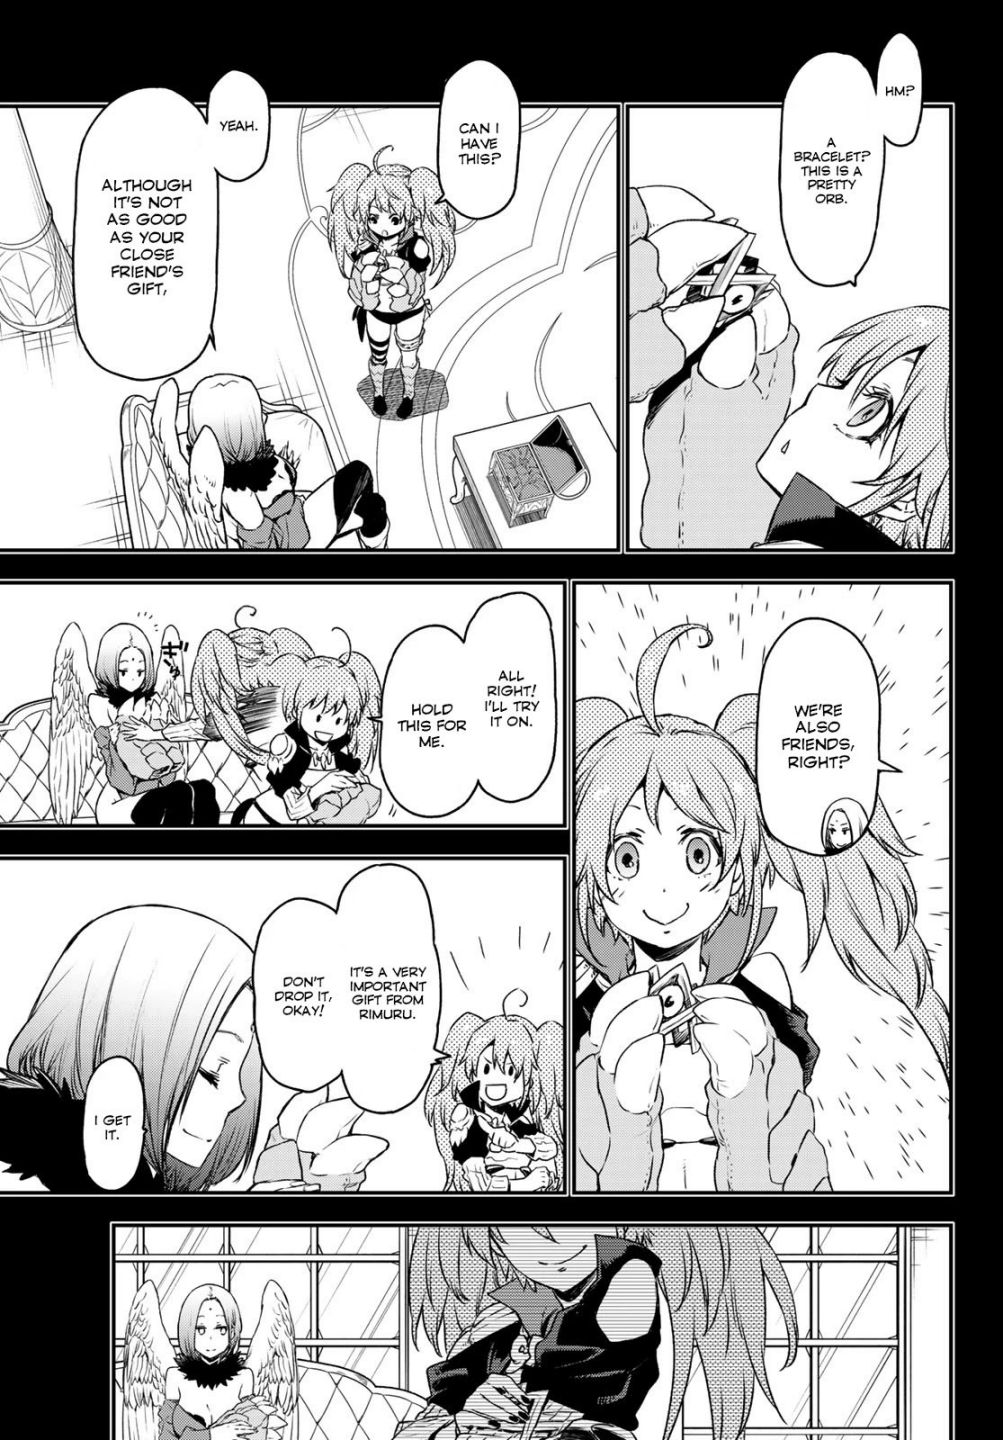 HM?
A
BRACELET?
THIS IS A
PRETTY
ORB.
CAN I
HAVE
THIS?
YEAH.
ALTHOUGH
IT'S NOT
AS GOOD
AS YOUR
CLOSE
FRIEND'S
GIFT,
WE'RE
ALSO
FRIENDS,
RIGHT?
ALL
RIGHT!
I'LL TRY
IT ON.
HOLD
THIS FOR
ME.
ギュ
IT'S A VERY
IMPORTANT
GIFT FROM
RIMURU.
DON'T
DROP IT,
OKAY!
I GET
IT.